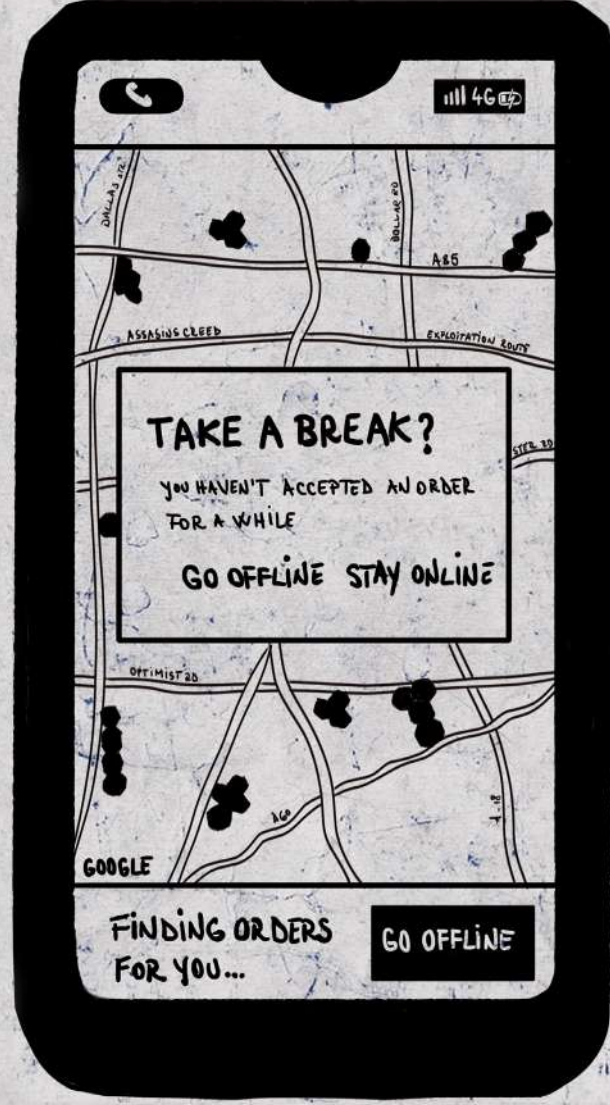 4G
DALLAS STR.
DOLLAR RD
A85
ASSASINS CREED
EXPLOITATION ROUTE
TAKE A BREAK?
YOU HAVEN'T ACCEPTED AN ORDER
FOR A WHILE
GO OFFLINE STAY ONLINE
OPTIMIST RD
A60
GOOGLE
FINDING ORDERS
FOR YOU...
GO OFFLINE